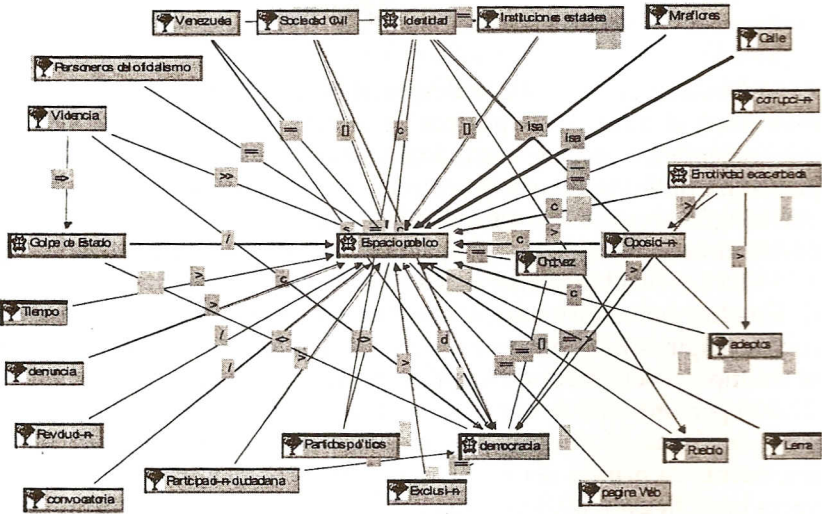 Venezuela
Sociedad Civil
Identidad
==
Instituciones estatales
Miraflores
Calle
Personeros del oficialismo
corrupci-n
Violencia
==
[]
c
[]
isa
isa
==
>>
==
=>
Emotividad exacerbada
c
>
Golpe de Estado
/
Espacio público
c
>
Oposici-n
==
Chávez
>
>
>
c
c
Tiempo
>
/
<>
<>
d
==
[]
adeptos
denuncia
/
>
>
==
Revoluci-n
Partidos políticos
democracia
Pueblo
Lema
convocatoria
Participaci-n ciudadana
Exclusi-n
pagina Web